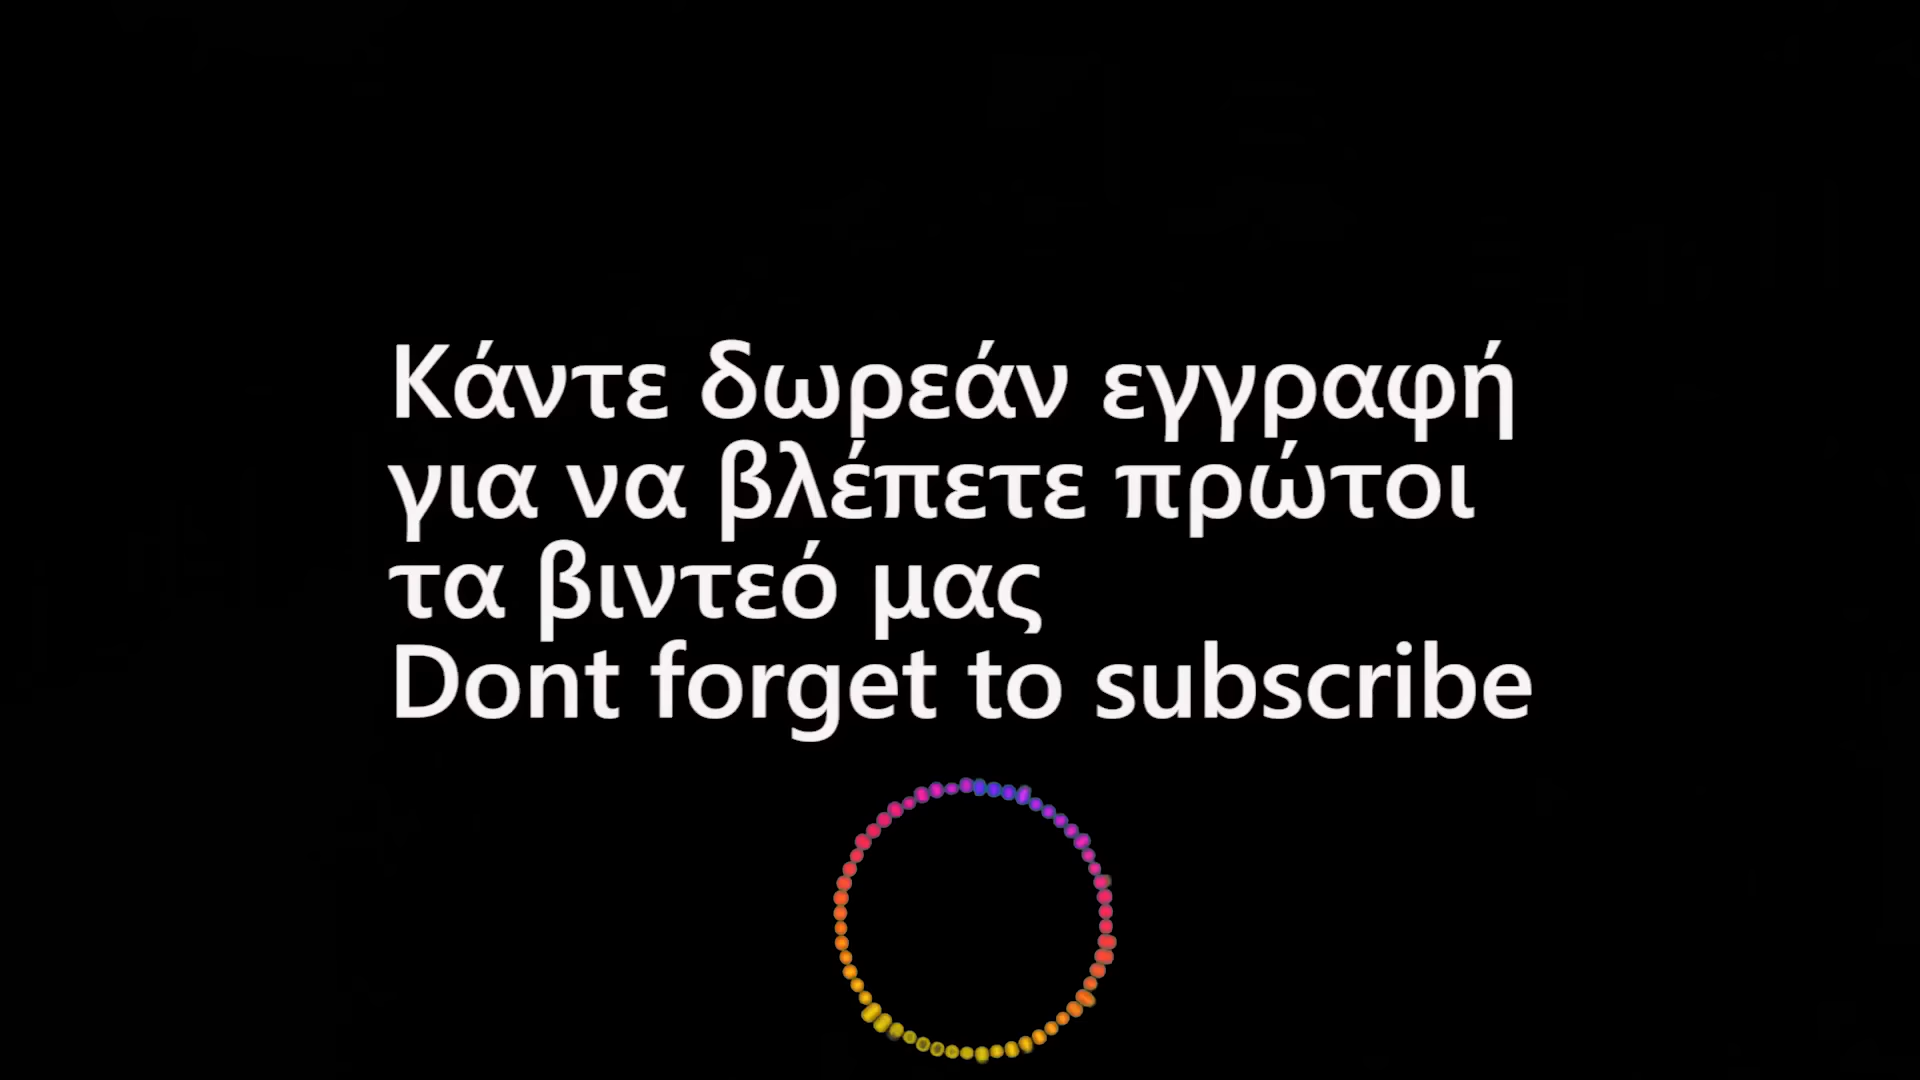 Κάντε δωρεάν εγγραφή
για να βλέπετε πρώτοι
τα βιντεό μας
Dont forget to subscribe